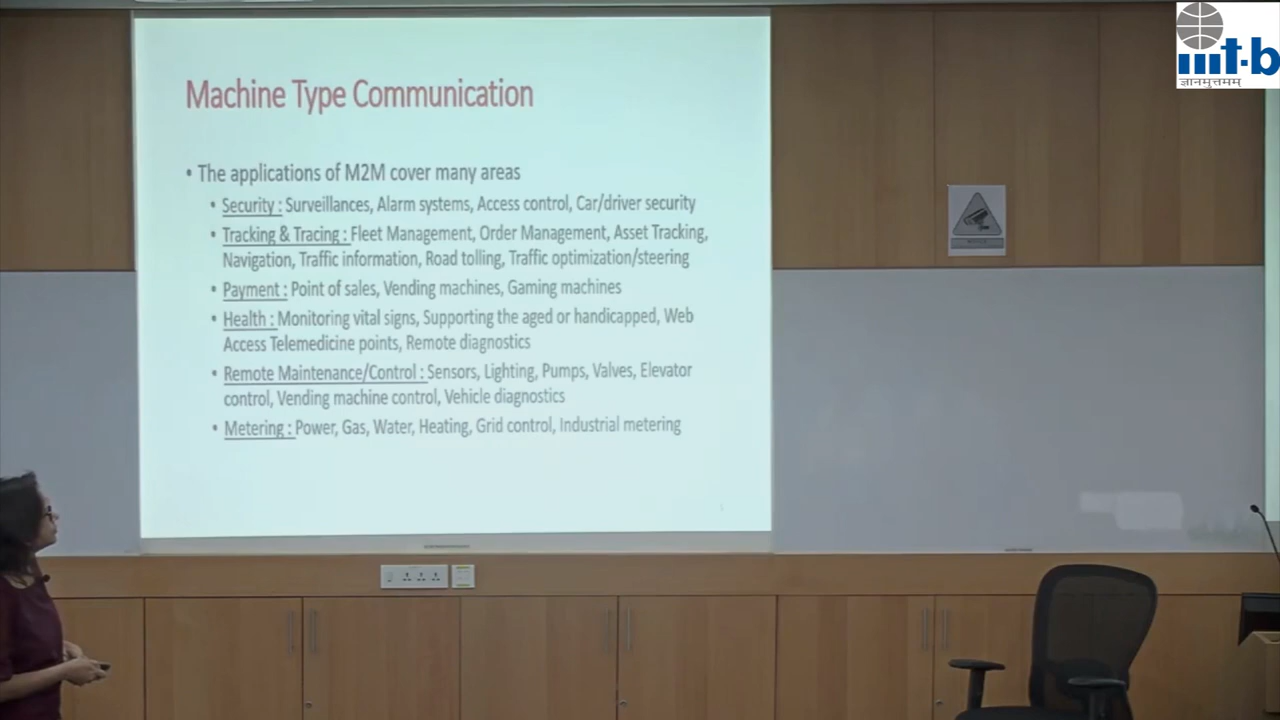 Machine Type Communication
• The applications of M2M cover many areas
• Security : Surveillances, Alarm systems, Access control, Car/driver security
• Tracking & Tracing : Fleet Management, Order Management, Asset Tracking,
Navigation, Traffic information, Road tolling, Traffic optimization/steering
• Payment : Point of sales, Vending machines, Gaming machines
• Health : Monitoring vital signs, Supporting the aged or handicapped, Web
Access Telemedicine points, Remote diagnostics
• Remote Maintenance/Control : Sensors, Lighting, Pumps, Valves, Elevator
control, Vending machine control, Vehicle diagnostics
• Metering : Power, Gas, Water, Heating, Grid control, Industrial metering
iiit-b
ज्ञानमुत्तमम्